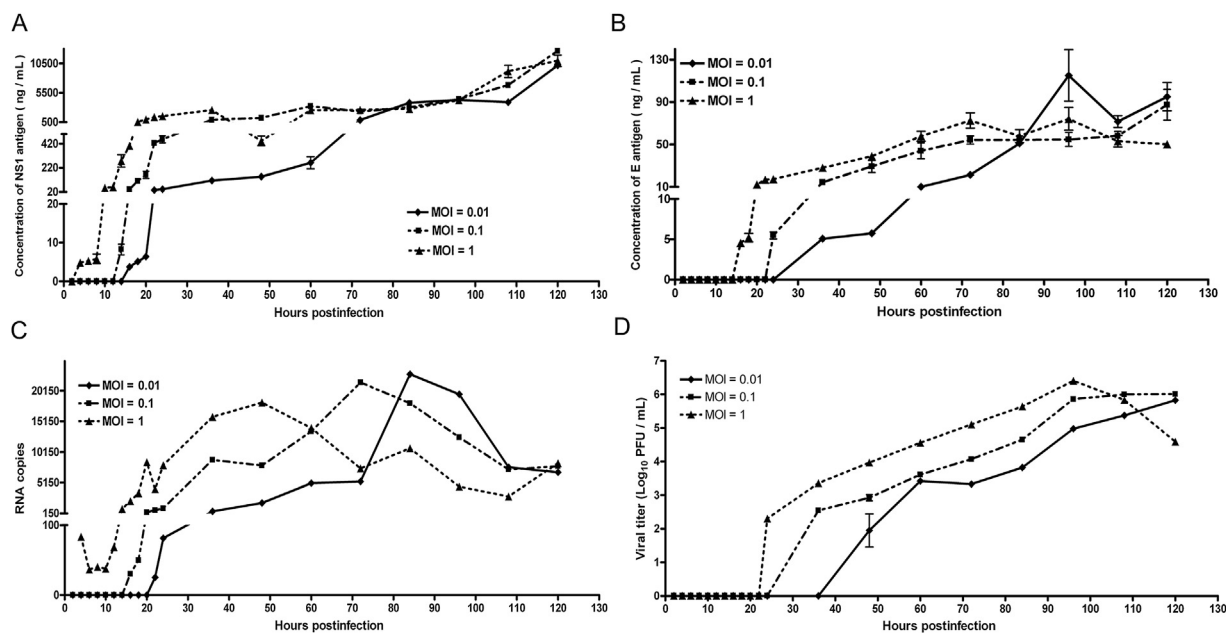 A
Concentration of NS1 antigen ( ng / mL )
10500
5500
500
420
220
20
20
10
0
MOI = 0.01
MOI = 0.1
MOI = 1
0 10 20 30 40 50 60 70 80 90 100 110 120 130
Hours postinfection
B
Concentration of E antigen ( ng / mL )
130
90
50
10
10
5
0
MOI = 0.01
MOI = 0.1
MOI = 1
0 10 20 30 40 50 60 70 80 90 100 110 120 130
Hours postinfection
C
RNA copies
20150
15150
10150
5150
150
100
0
MOI = 0.01
MOI = 0.1
MOI = 1
0 10 20 30 40 50 60 70 80 90 100 110 120 130
Hours postinfection
D
Viral titer (Log10 PFU / mL)
7
6
5
4
3
2
1
0
MOI = 0.01
MOI = 0.1
MOI = 1
0 10 20 30 40 50 60 70 80 90 100 110 120 130
Hours postinfection